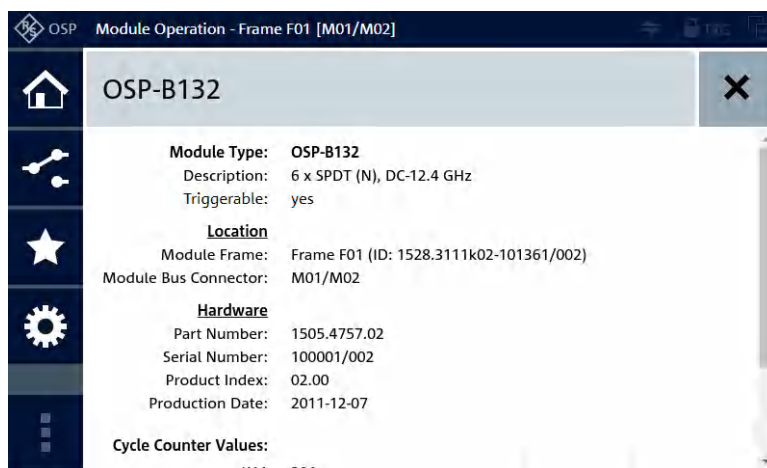 R&S OSP Module Operation - Frame F01 [M01/M02]
OSP-B132
Module Type: OSP-B132
Description: 6 x SPDT (N), DC-12.4 GHz
Triggerable: yes
Location
Module Frame: Frame F01 (ID: 1528.3111k02-101361/002)
Module Bus Connector: M01/M02
Hardware
Part Number: 1505.4757.02
Serial Number: 100001/002
Product Index: 02.00
Production Date: 2011-12-07
Cycle Counter Values: